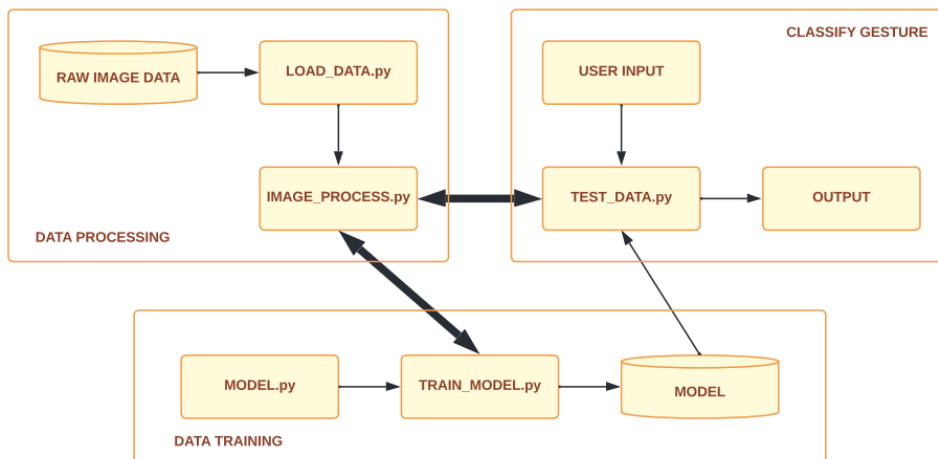 CLASSIFY GESTURE
RAW IMAGE DATA
LOAD_DATA.py
USER INPUT
IMAGE_PROCESS.py
TEST_DATA.py
OUTPUT
DATA PROCESSING
MODEL.py
TRAIN_MODEL.py
MODEL
DATA TRAINING